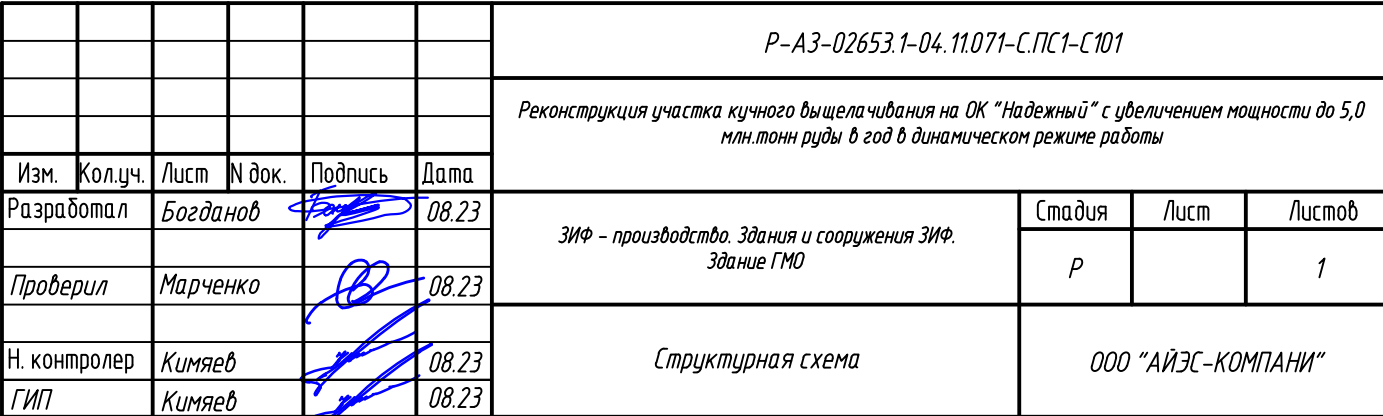 Р-АЗ-02653.1-04.11.071-С.ПС1-С101
Реконструкция участка кучного выщелачивания на ОК "Надежный" с увеличением мощности до 5,0
млн.тонн руды в год в динамическом режиме работы
Изм. Кол.уч. Лист N док. Подпись Дата
Разработал Богданов 08.23
ЗИФ - производство. Здания и сооружения ЗИФ.
Здание ГМО
Стадия Лист Листов
Р 1
Проверил Марченко 08.23
Н. контролер Кимяев 08.23
ГИП Кимяев 08.23
Структурная схема
ООО "АЙЭС-КОМПАНИ"